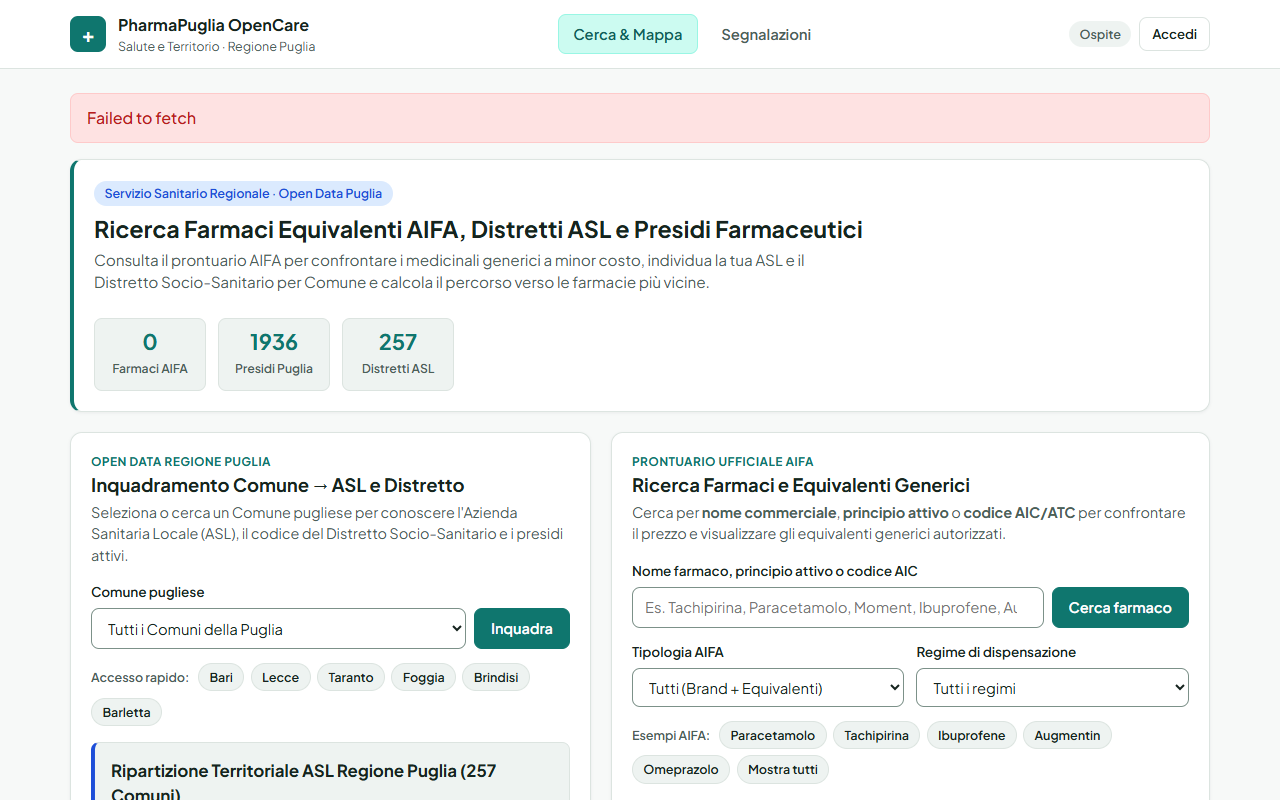 PharmaPuglia OpenCare
Salute e Territorio · Regione Puglia
Cerca & Mappa
Segnalazioni
Ospite
Accedi
Failed to fetch
Servizio Sanitario Regionale · Open Data Puglia
Ricerca Farmaci Equivalenti AIFA, Distretti ASL e Presidi Farmaceutici
Consulta il prontuario AIFA per confrontare i medicinali generici a minor costo, individua la tua ASL e il
Distretto Socio-Sanitario per Comune e calcola il percorso verso le farmacie più vicine.
0
Farmaci AIFA
1936
Presidi Puglia
257
Distretti ASL
OPEN DATA REGIONE PUGLIA
Inquadramento Comune → ASL e Distretto
Seleziona o cerca un Comune pugliese per conoscere l'Azienda
Sanitaria Locale (ASL), il codice del Distretto Socio-Sanitario e i presidi
attivi.
Comune pugliese
Tutti i Comuni della Puglia
Inquadra
Accesso rapido:
Bari
Lecce
Taranto
Foggia
Brindisi
Barletta
Ripartizione Territoriale ASL Regione Puglia (257
Comuni)
PRONTUARIO UFFICIALE AIFA
Ricerca Farmaci e Equivalenti Generici
Cerca per nome commerciale, principio attivo o codice AIC/ATC per confrontare
il prezzo e visualizzare gli equivalenti generici autorizzati.
Nome farmaco, principio attivo o codice AIC
Es. Tachipirina, Paracetamolo, Moment, Ibuprofene, Au
Cerca farmaco
Tipologia AIFA
Regime di dispensazione
Tutti (Brand + Equivalenti)
Tutti i regimi
Esempi AIFA:
Paracetamolo
Tachipirina
Ibuprofene
Augmentin
Omeprazolo
Mostra tutti